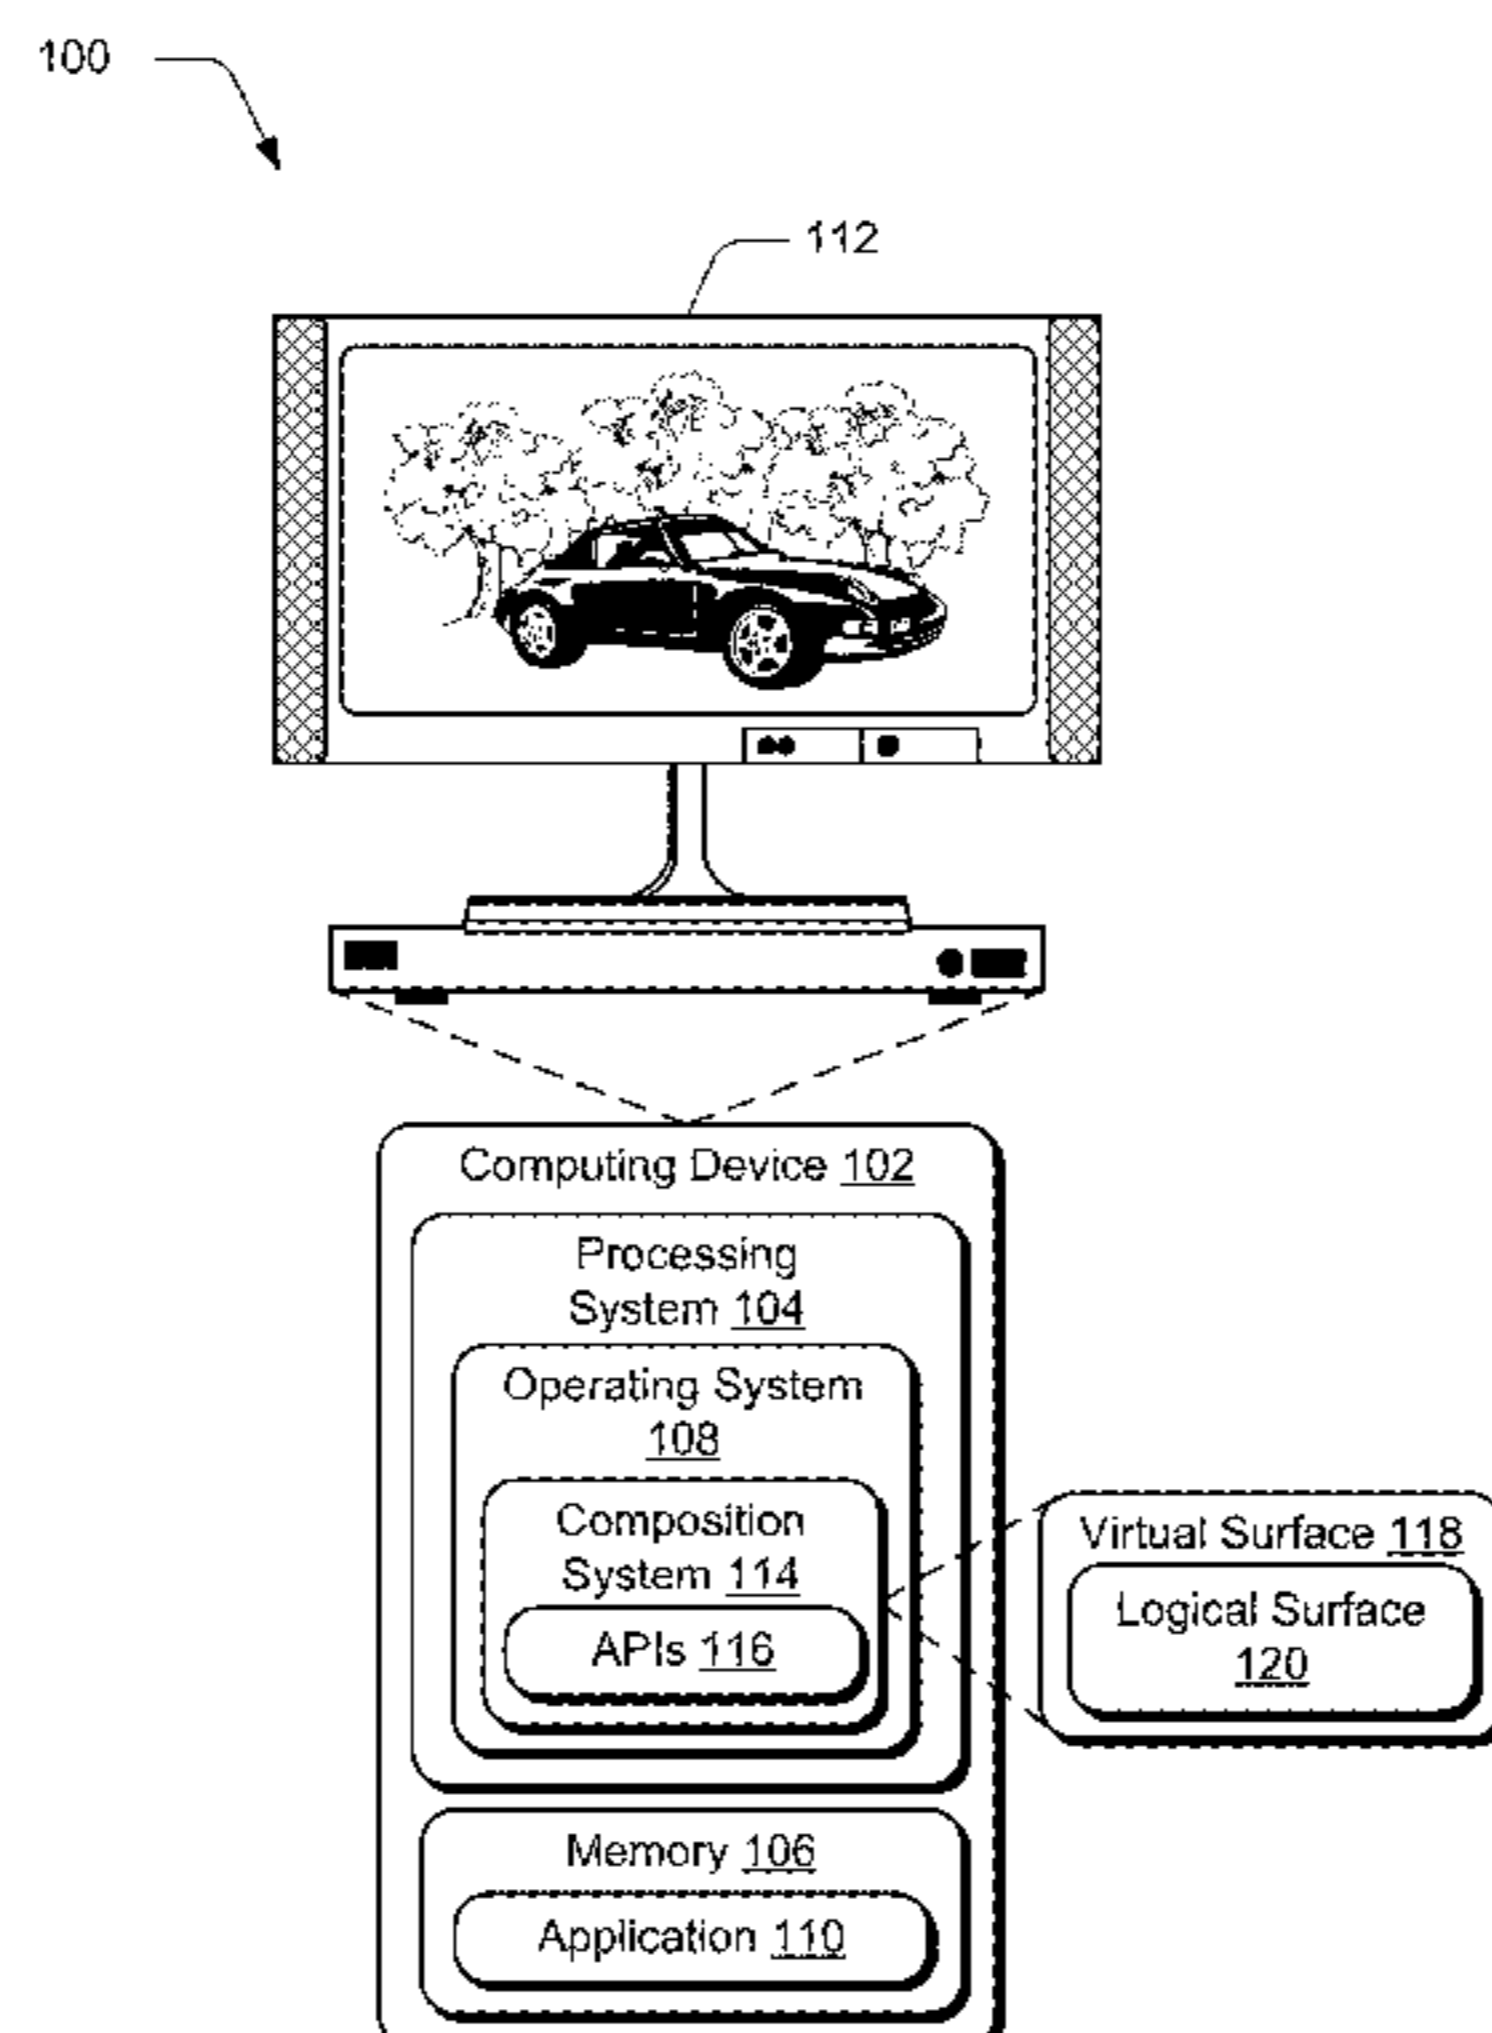 100
112
Computing Device 102
Processing
System 104
Operating System
108
Composition
System 114
APIs 116
Virtual Surface 118
Logical Surface
120
Memory 106
Application 110